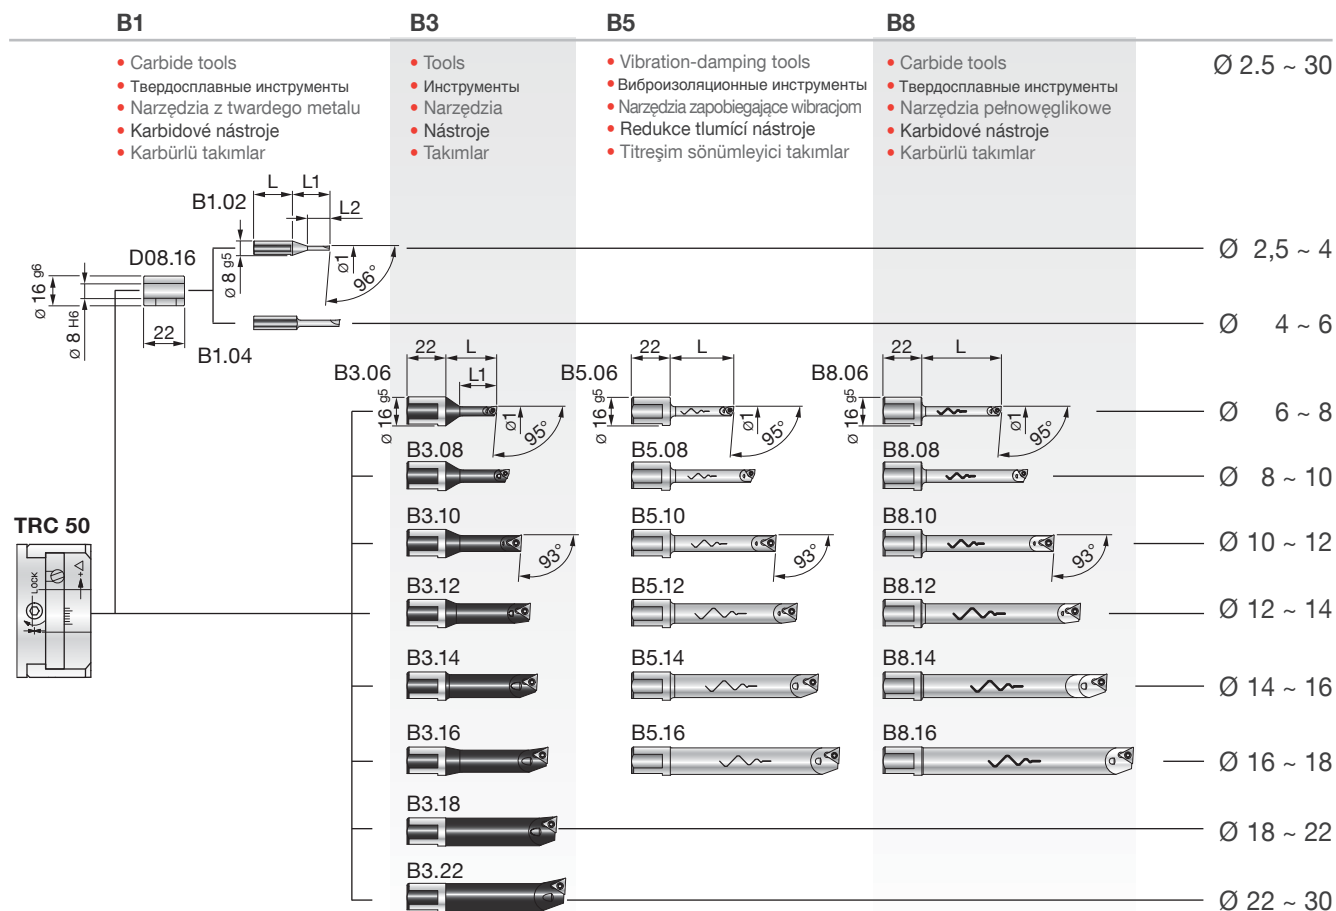 B1
B3
B5
B8
• Carbide tools
• Твердосплавные инструменты
• Narzędzia z twardego metalu
• Karbidové nástroje
• Karbürlü takımlar
• Tools
• Инструменты
• Narzędzia
• Nástroje
• Takımlar
• Vibration-damping tools
• Виброизоляционные инструменты
• Narzędzia zapobiegające wibracjom
• Redukce tlumící nástroje
• Titreşim sönümleyici takımlar
• Carbide tools
• Твердосплавные инструменты
• Narzędzia pełnowęglikowe
• Karbidové nástroje
• Karbürlü takımlar
Ø 2.5 ~ 30
B1.02
L
L1
L2
Ø 8 g5
Ø1
96°
Ø 2,5 ~ 4
D08.16
Ø 16 g6
Ø 8 H6
22
B1.04
Ø 4 ~ 6
B3.06
22
L
L1
Ø 16 g5
Ø1
95°
B5.06
22
L
Ø 16 g5
Ø1
95°
B8.06
22
L
Ø 16 g5
Ø1
95°
Ø 6 ~ 8
B3.08
B5.08
B8.08
Ø 8 ~ 10
TRC 50
LOCK
+
B3.10
93°
B5.10
93°
B8.10
93°
Ø 10 ~ 12
B3.12
B5.12
B8.12
Ø 12 ~ 14
B3.14
B5.14
B8.14
Ø 14 ~ 16
B3.16
B5.16
B8.16
Ø 16 ~ 18
B3.18
Ø 18 ~ 22
B3.22
Ø 22 ~ 30